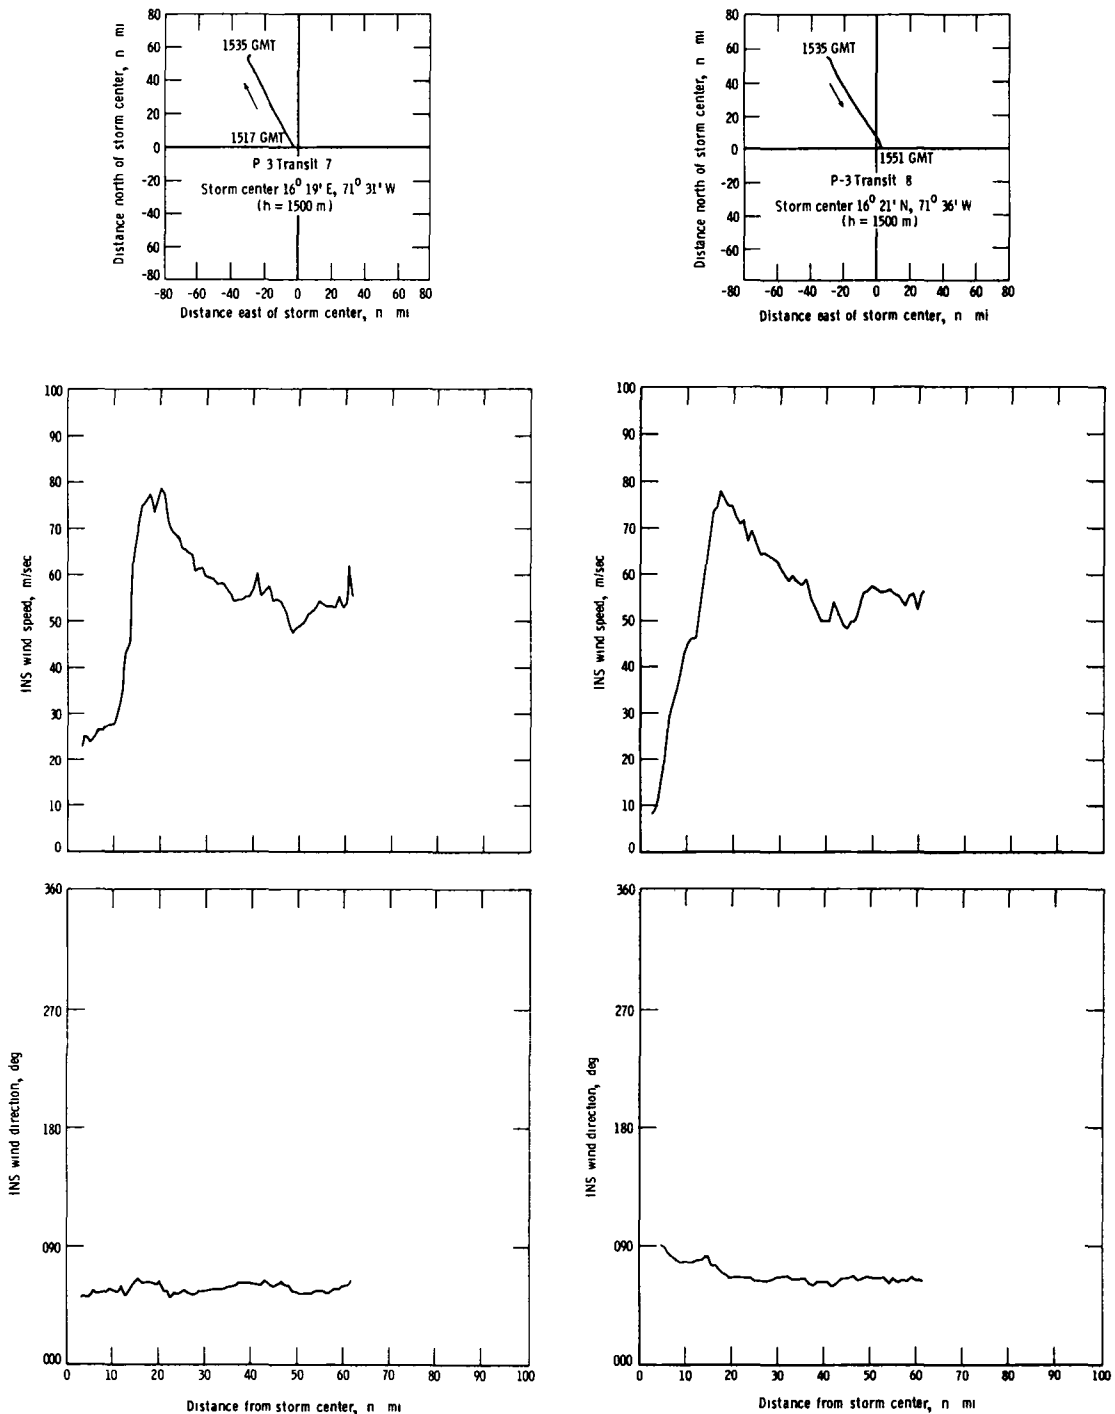 80
60
40
20
0
-20
-40
60
-80
Distance north of storm center, n mi
1535 GMT
1517 GMT
P 3 Transit 7
Storm center 16° 19' E, 71° 31' W
(h = 1500 m)
-80 -60 -40 -20 0 20 40 60 80
Distance east of storm center, n mi
80
60
40
20
0
-20
-40
60
-80
Distance north of storm center, n mi
1535 GMT
1551 GMT
P-3 Transit 8
Storm center 16° 21' N, 71° 36' W
(h = 1500 m)
-80 -60 -40 -20 0 20 40 60 80
Distance east of storm center, n mi
100
90
80
70
60
50
40
30
20
10
0
INS wind speed, m/sec
100
90
80
70
60
50
40
30
20
10
0
INS wind speed, m/sec
360
270
180
090
000
INS wind direction, deg
0 10 20 30 40 50 60 70 80 90 100
Distance from storm center, n mi
360
270
180
090
000
INS wind direction, deg
0 10 20 30 40 50 60 70 80 90 100
Distance from storm center, n mi